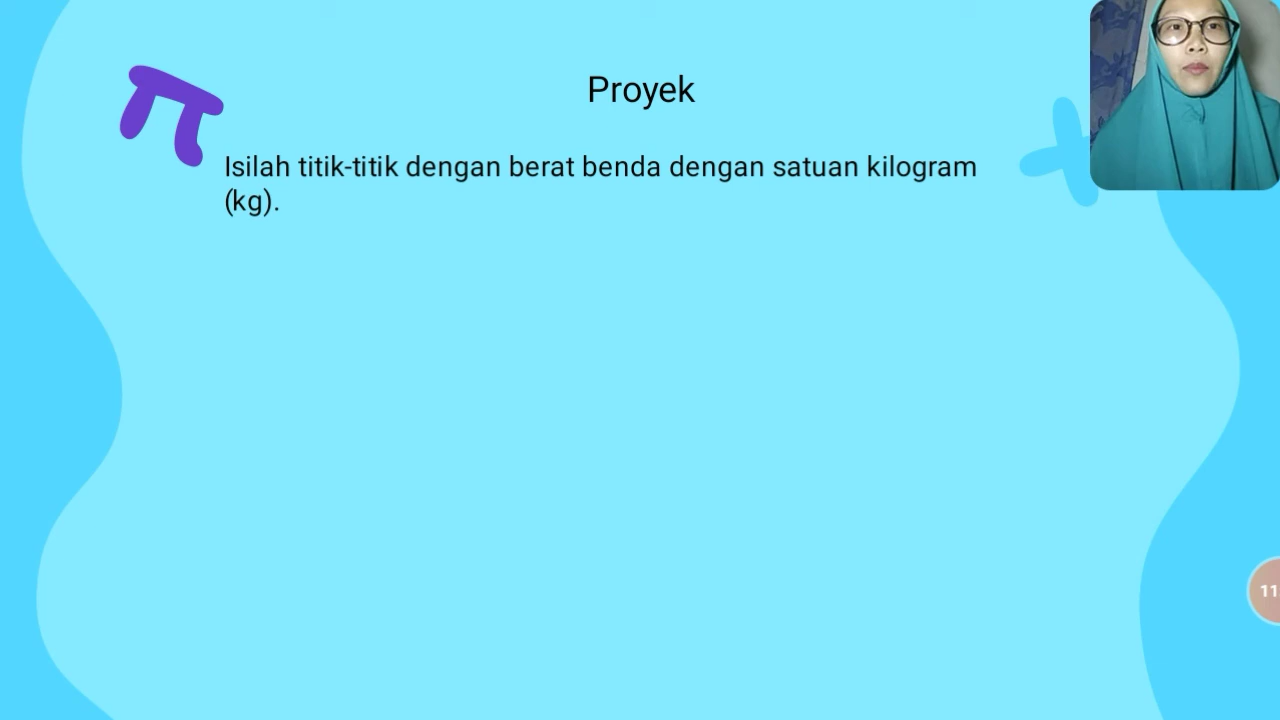 Proyek
Isilah titik-titik dengan berat benda dengan satuan kilogram
(kg).
11